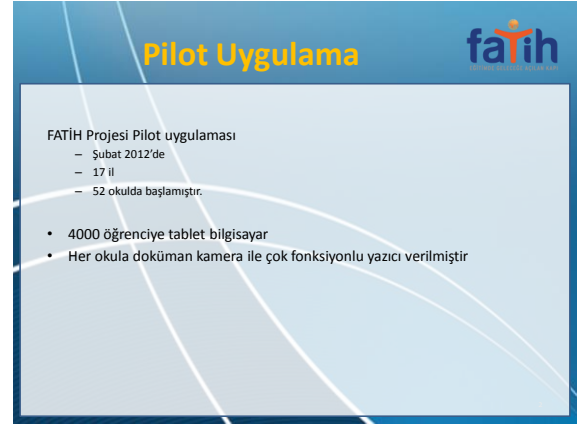 Pilot Uygulama
fatih
FATİH Projesi Pilot uygulaması
– Şubat 2012'de
– 17 il
– 52 okulda başlamıştır.
• 4000 öğrenciye tablet bilgisayar
• Her okula doküman kamera ile çok fonksiyonlu yazıcı verilmiştir